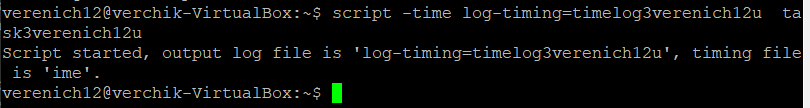 verenich12@verchik-VirtualBox:~$ script -time log-timing=timelog3verenich12u  ta
sk3verenich12u
Script started, output log file is 'log-timing=timelog3verenich12u', timing file
 is 'ime'.
verenich12@verchik-VirtualBox:~$